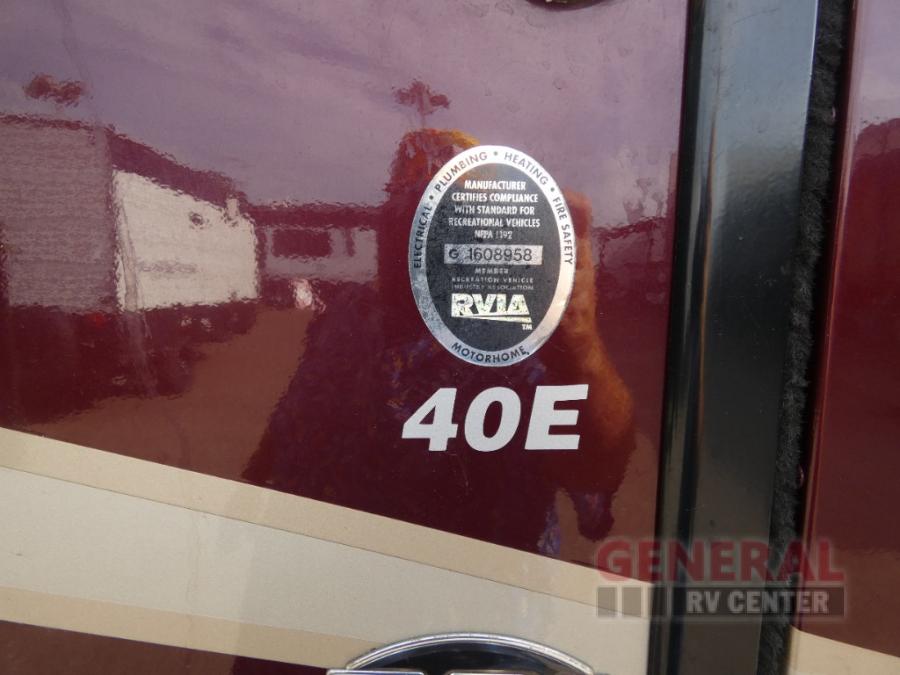 ELECTRICAL • PLUMBING • HEATING • FIRE SAFETY
MANUFACTURER
CERTIFIES COMPLIANCE
WITH STANDARD FOR
RECREATIONAL VEHICLES
NFPA 1192
G 1608958
MEMBER
RECREATION VEHICLE
INDUSTRY ASSOCIATION
RVIA
TM
MOTORHOME
40E
GENERAL
RV CENTER